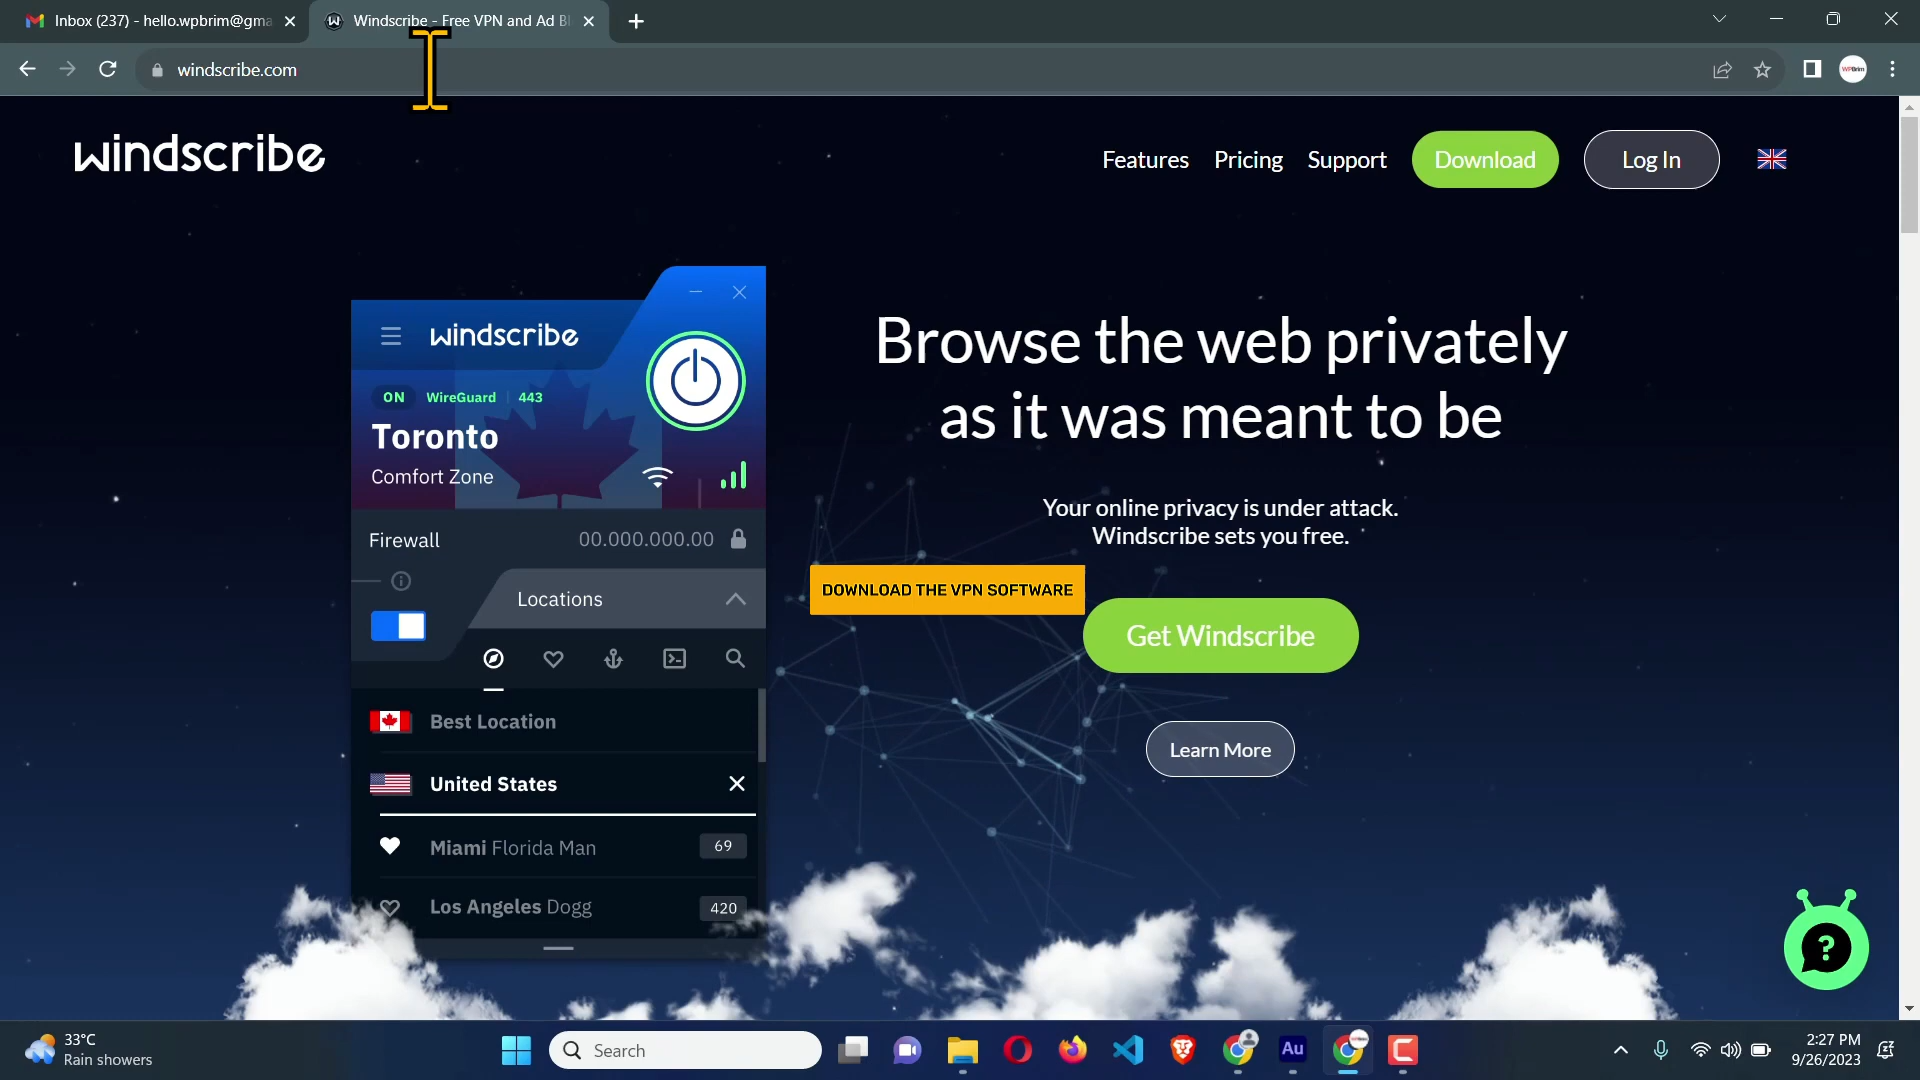 Inbox (237) - hello.wpbrim@gma
Windscribe - Free VPN and Ad Bl
windscribe.com
WPBrim
windscribe
Features
Pricing
Support
Download
Log In
windscribe
ON
WireGuard
443
Toronto
Comfort Zone
Firewall
00.000.000.00
Locations
Best Location
United States
Miami Florida Man
69
Los Angeles Dogg
420
Browse the web privately
as it was meant to be
Your online privacy is under attack.
Windscribe sets you free.
DOWNLOAD THE VPN SOFTWARE
Get Windscribe
Learn More
?
33°C
Rain showers
Search
Au
2:27 PM
9/26/2023